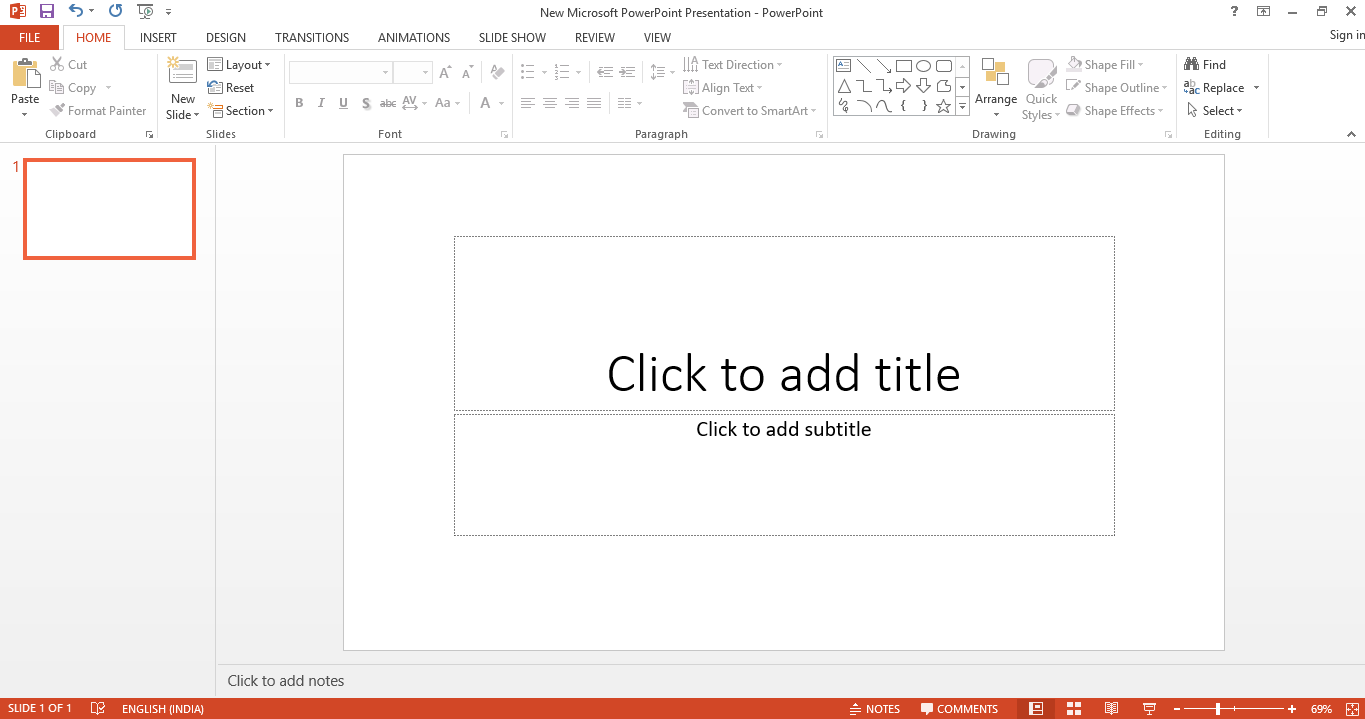 New Microsoft PowerPoint Presentation - PowerPoint
?
FILE HOME INSERT DESIGN TRANSITIONS ANIMATIONS SLIDE SHOW REVIEW VIEW Sign in
Paste
Cut
Copy
Format Painter
Clipboard
New
Slide
Layout
Reset
Section
Slides
B I U S abc AV Aa A
Font
Text Direction
Align Text
Convert to SmartArt
Paragraph
Arrange
Quick
Styles
Shape Fill
Shape Outline
Shape Effects
Drawing
Find
Replace
Select
Editing
1
Click to add title
Click to add subtitle
Click to add notes
SLIDE 1 OF 1 ENGLISH (INDIA) NOTES COMMENTS 69%